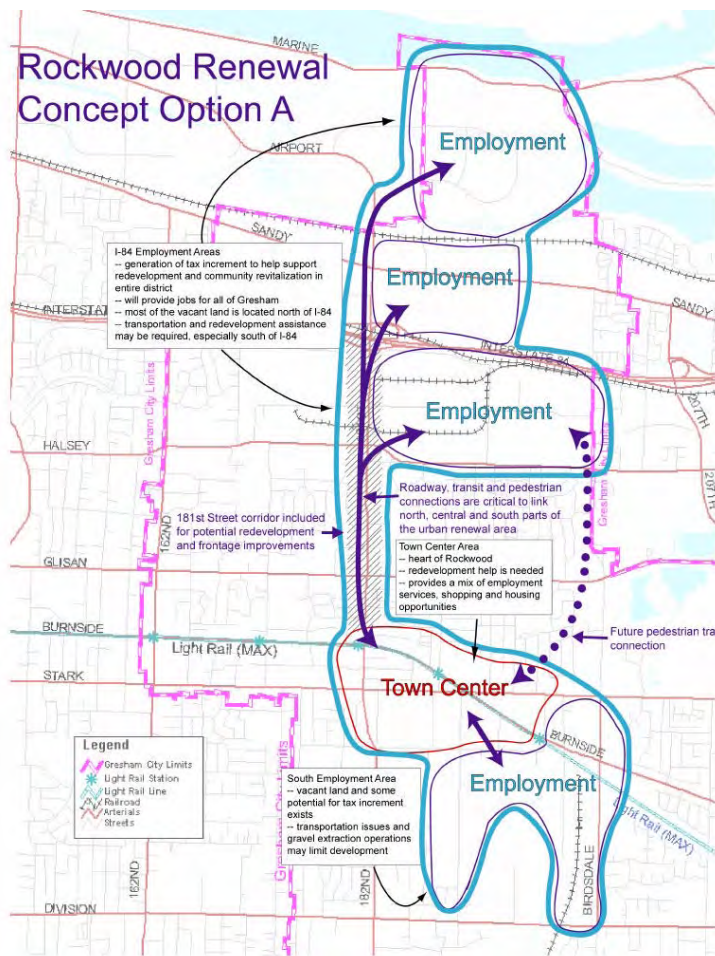 MARINE
Rockwood Renewal
Concept Option A
Employment
AIRPORT
SANDY
I-84 Employment Areas
-- generation of tax increment to help support
redevelopment and community revitalization in
entire district
-- will provide jobs for all of Gresham
-- most of the vacant land is located north of I-84
-- transportation and redevelopment assistance
may be required, especially south of I-84
Employment
SANDY
INTERSTAT
INTERSTATE 84
207TH
Employment
HALSEY
Gresham City Limits
Gresham City Limits
207TH
162ND
181st Street corridor included
for potential redevelopment
and frontage improvements
Roadway, transit and pedestrian
connections are critical to link
north, central and south parts of
the urban renewal area
Town Center Area
-- heart of Rockwood
-- redevelopment help is needed
-- provides a mix of employment
services, shopping and housing
opportunities
GLISAN
BURNSIDE
Light Rail (MAX)
Future pedestrian tra
connection
STARK
Town Center
BURNSIDE
Legend
Gresham City Limits
Light Rail Station
Light Rail Line
Railroad
Arterials
Streets
South Employment Area
-- vacant land and some
potential for tax increment
exists
-- transportation issues and
gravel extraction operations
may limit development
Employment
Light Rail (MAX)
Gresham City Limits
162ND
182ND
BIRDSDALE
DIVISION